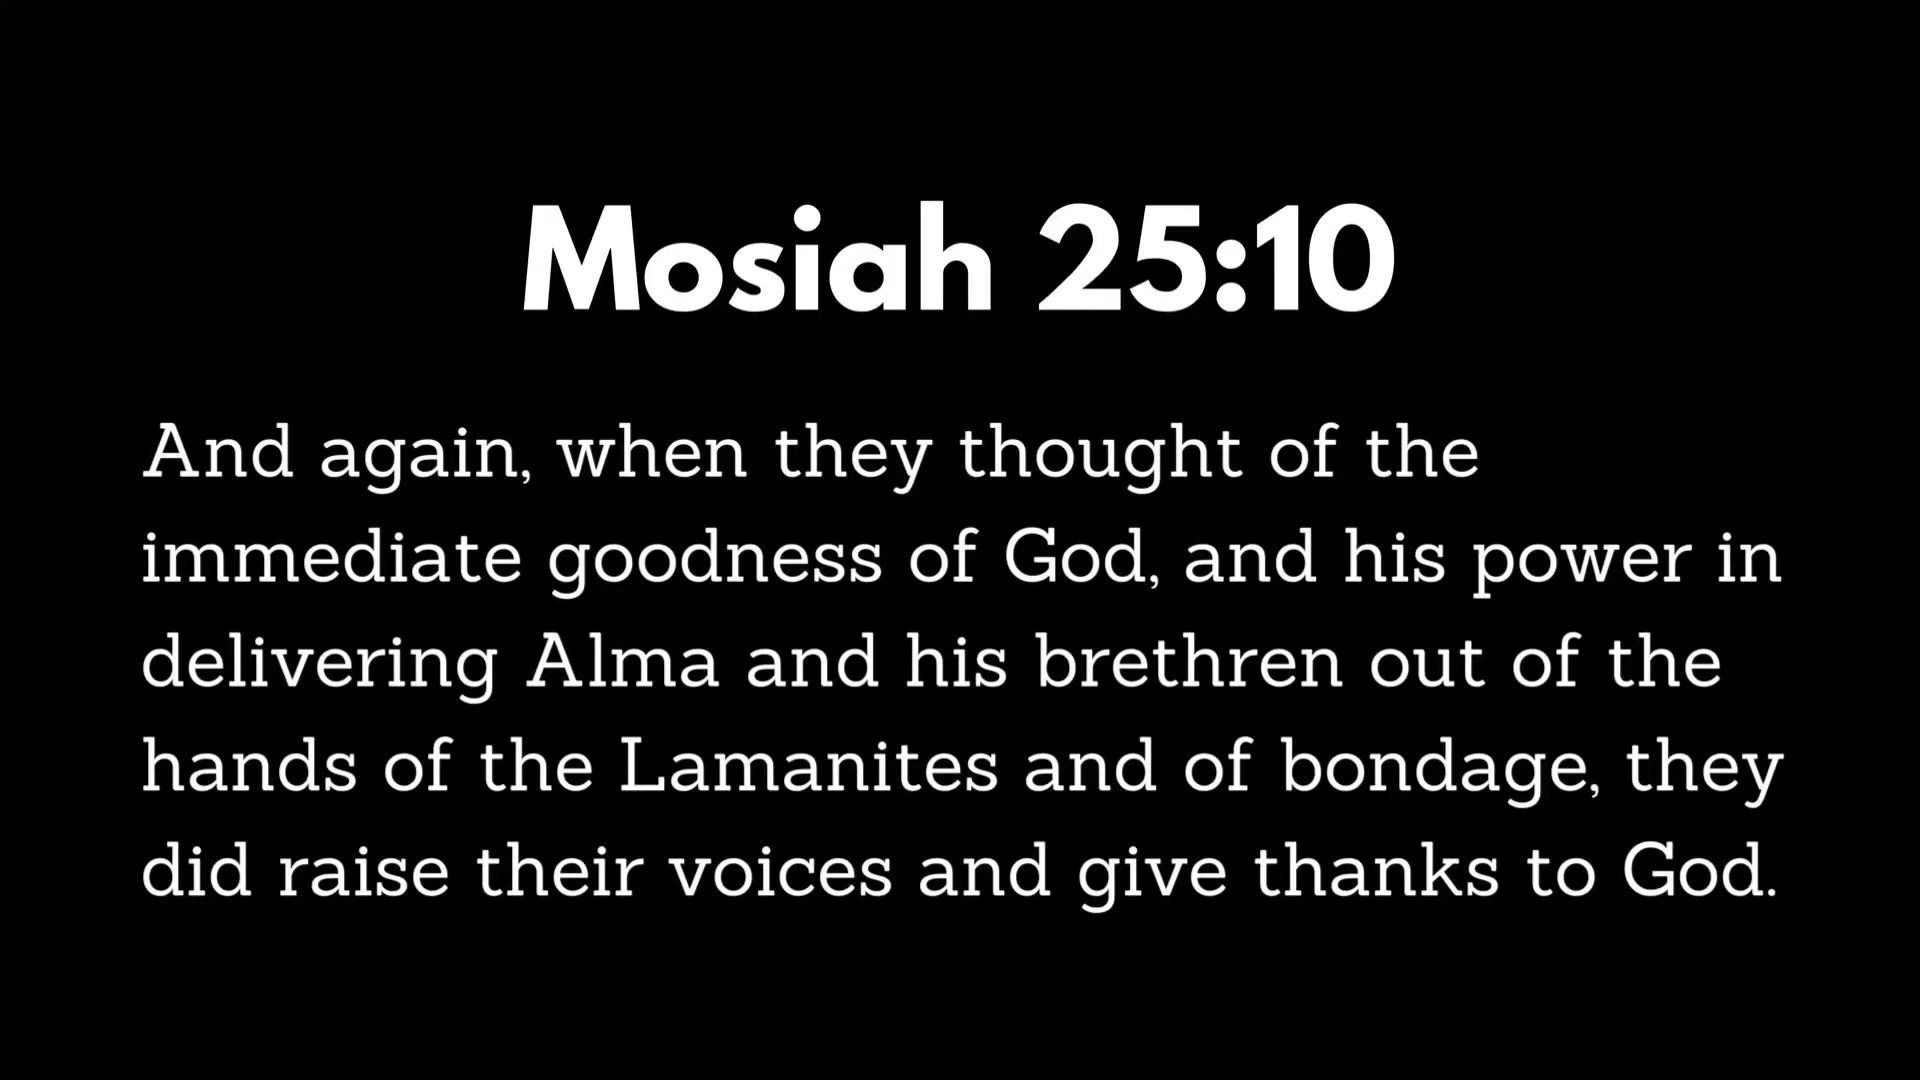 Mosiah 25:10
And again, when they thought of the
immediate goodness of God, and his power in
delivering Alma and his brethren out of the
hands of the Lamanites and of bondage, they
did raise their voices and give thanks to God.